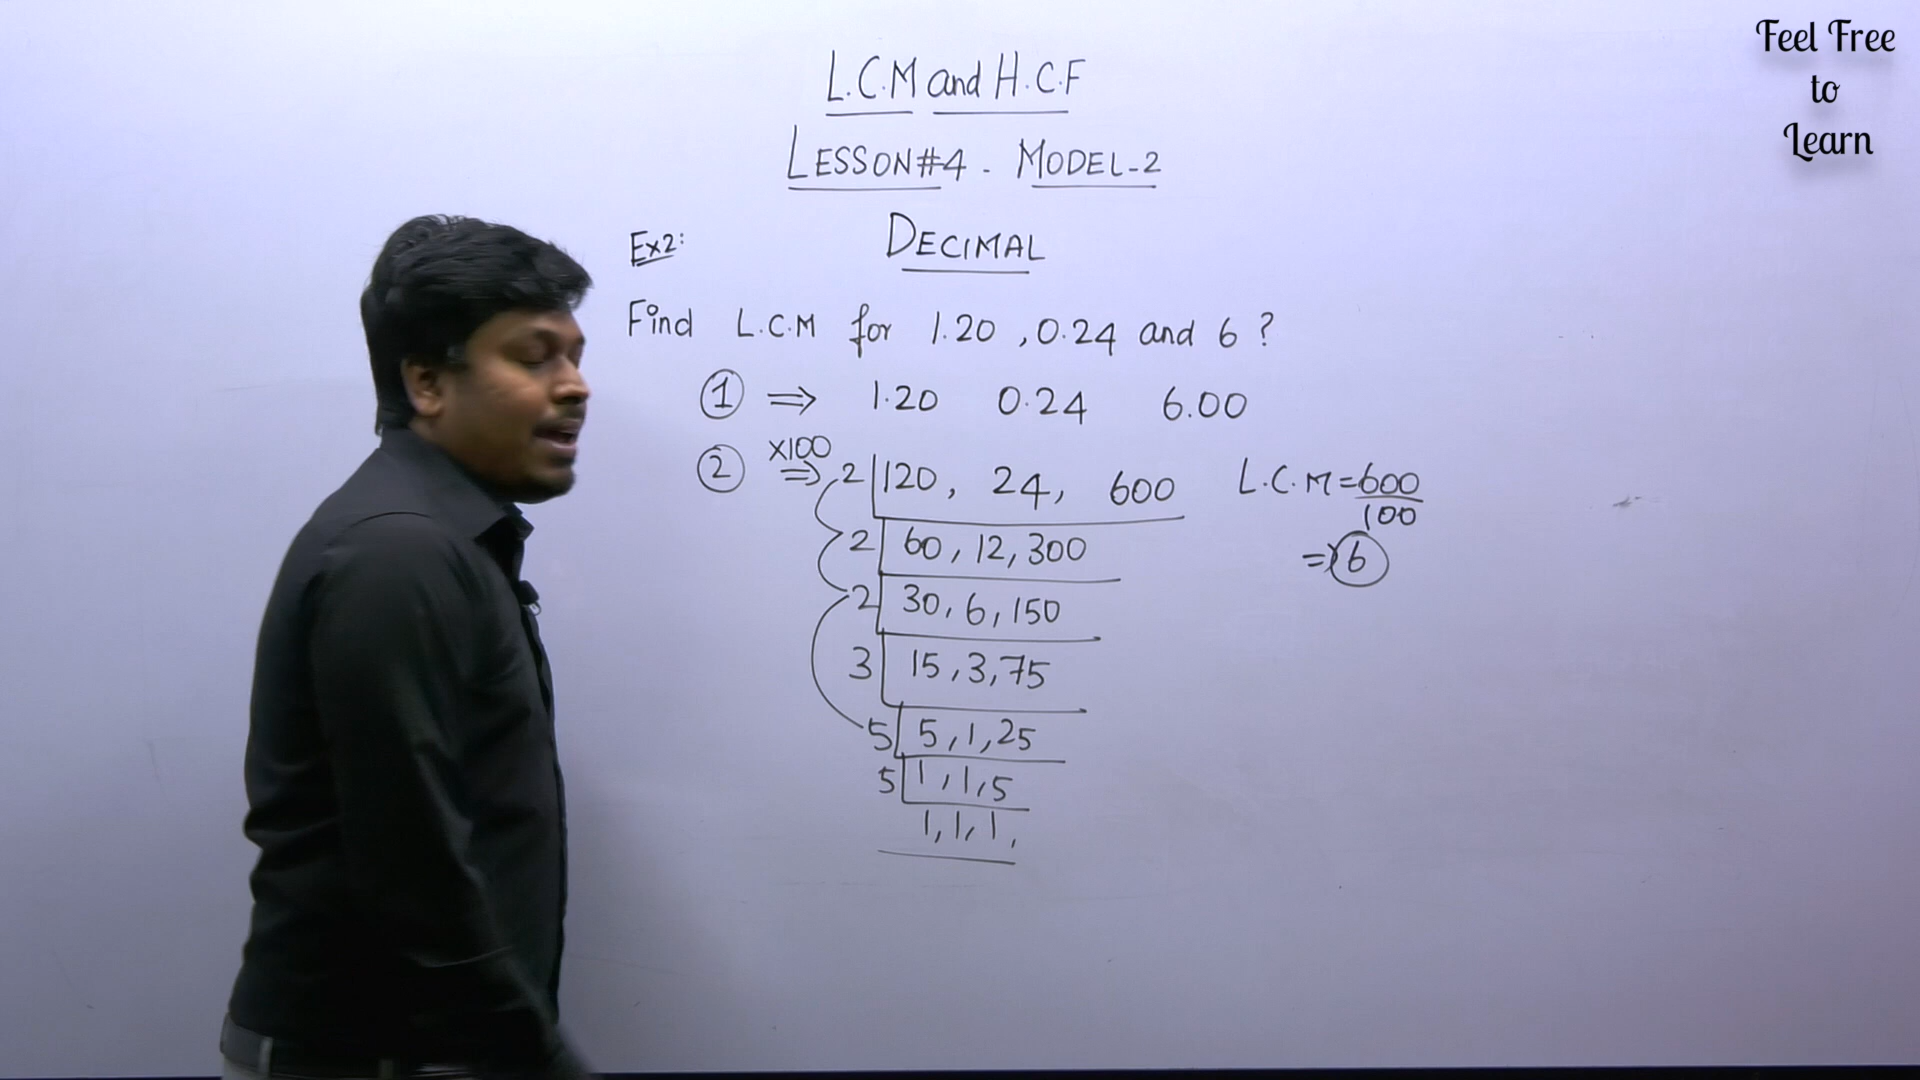 L.C.M and H.C.F
LESSON#4 - MODEL-2
DECIMAL
Ex2:
Find L.C.M for 1.20 , 0.24 and 6 ?
① ⇒ 1.20 0.24 6.00
② ×100 ⇒ 2 | 120, 24, 600
2 | 60, 12, 300
2 | 30, 6, 150
3 | 15, 3, 75
5 | 5, 1, 25
5 | 1, 1, 5
1, 1, 1,
L.C.M = 600
100
⇒ 6
Feel Free
to
Learn